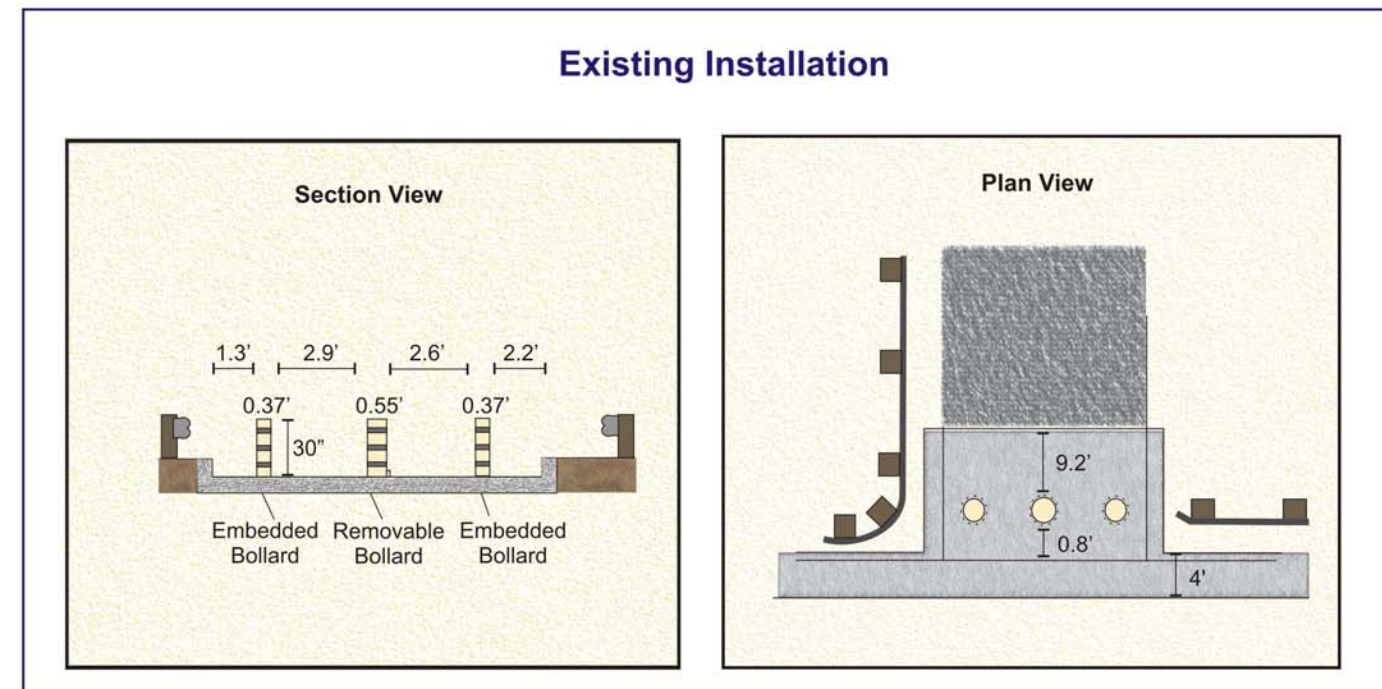 Existing Installation
Section View
1.3’ 2.9’ 2.6’ 2.2’
0.37’ 0.55’ 0.37’
30”
Embedded Bollard
Removable Bollard
Embedded Bollard
Plan View
9.2’
0.8’
4'